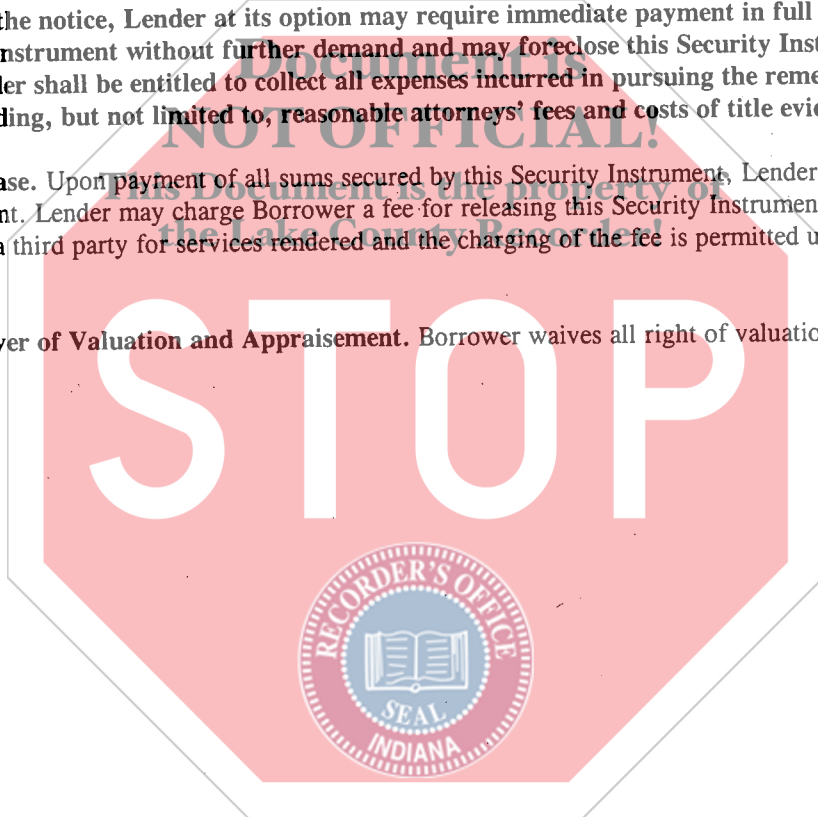 the notice, Lender at its option may require immediate payment in full
nstrument without further demand and may foreclose this Security Inst
ler shall be entitled to collect all expenses incurred in pursuing the reme
ding, but not limited to, reasonable attorneys' fees and costs of title evid
Document is
NOT OFFICIAL!
This Document is the property of
the Lake County Recorder!
ase. Upon payment of all sums secured by this Security Instrument, Lender
nt. Lender may charge Borrower a fee for releasing this Security Instrumen
a third party for services rendered and the charging of the fee is permitted u
ver of Valuation and Appraisement. Borrower waives all right of valuatio
STOP
RECORDER'S OFFICE
SEAL
INDIANA